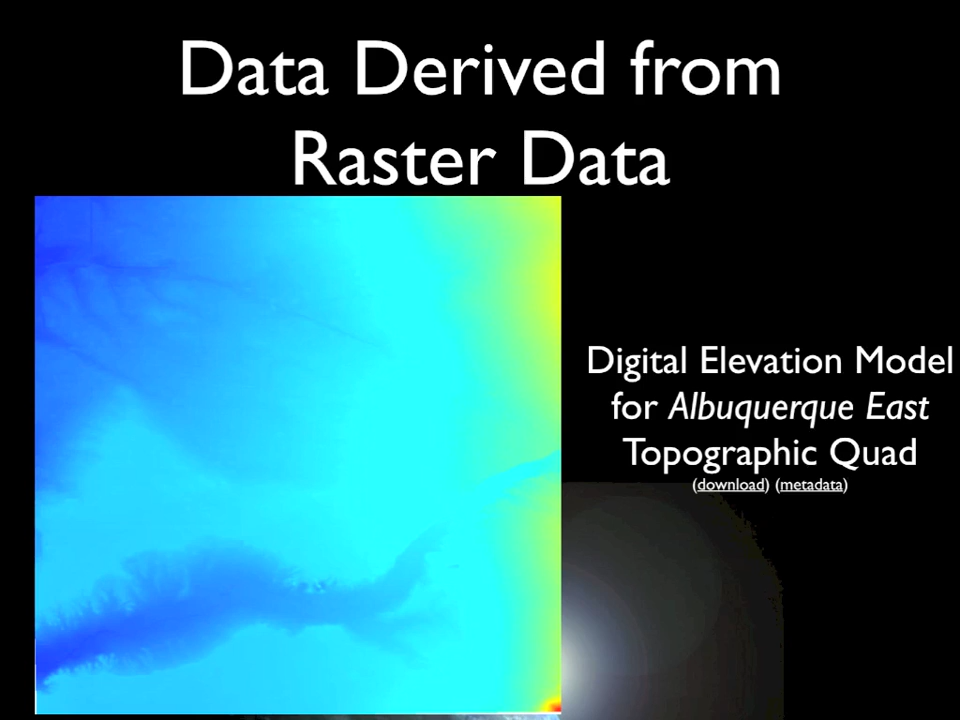 Data Derived from
Raster Data
Digital Elevation Model
for Albuquerque East
Topographic Quad
(download) (metadata)